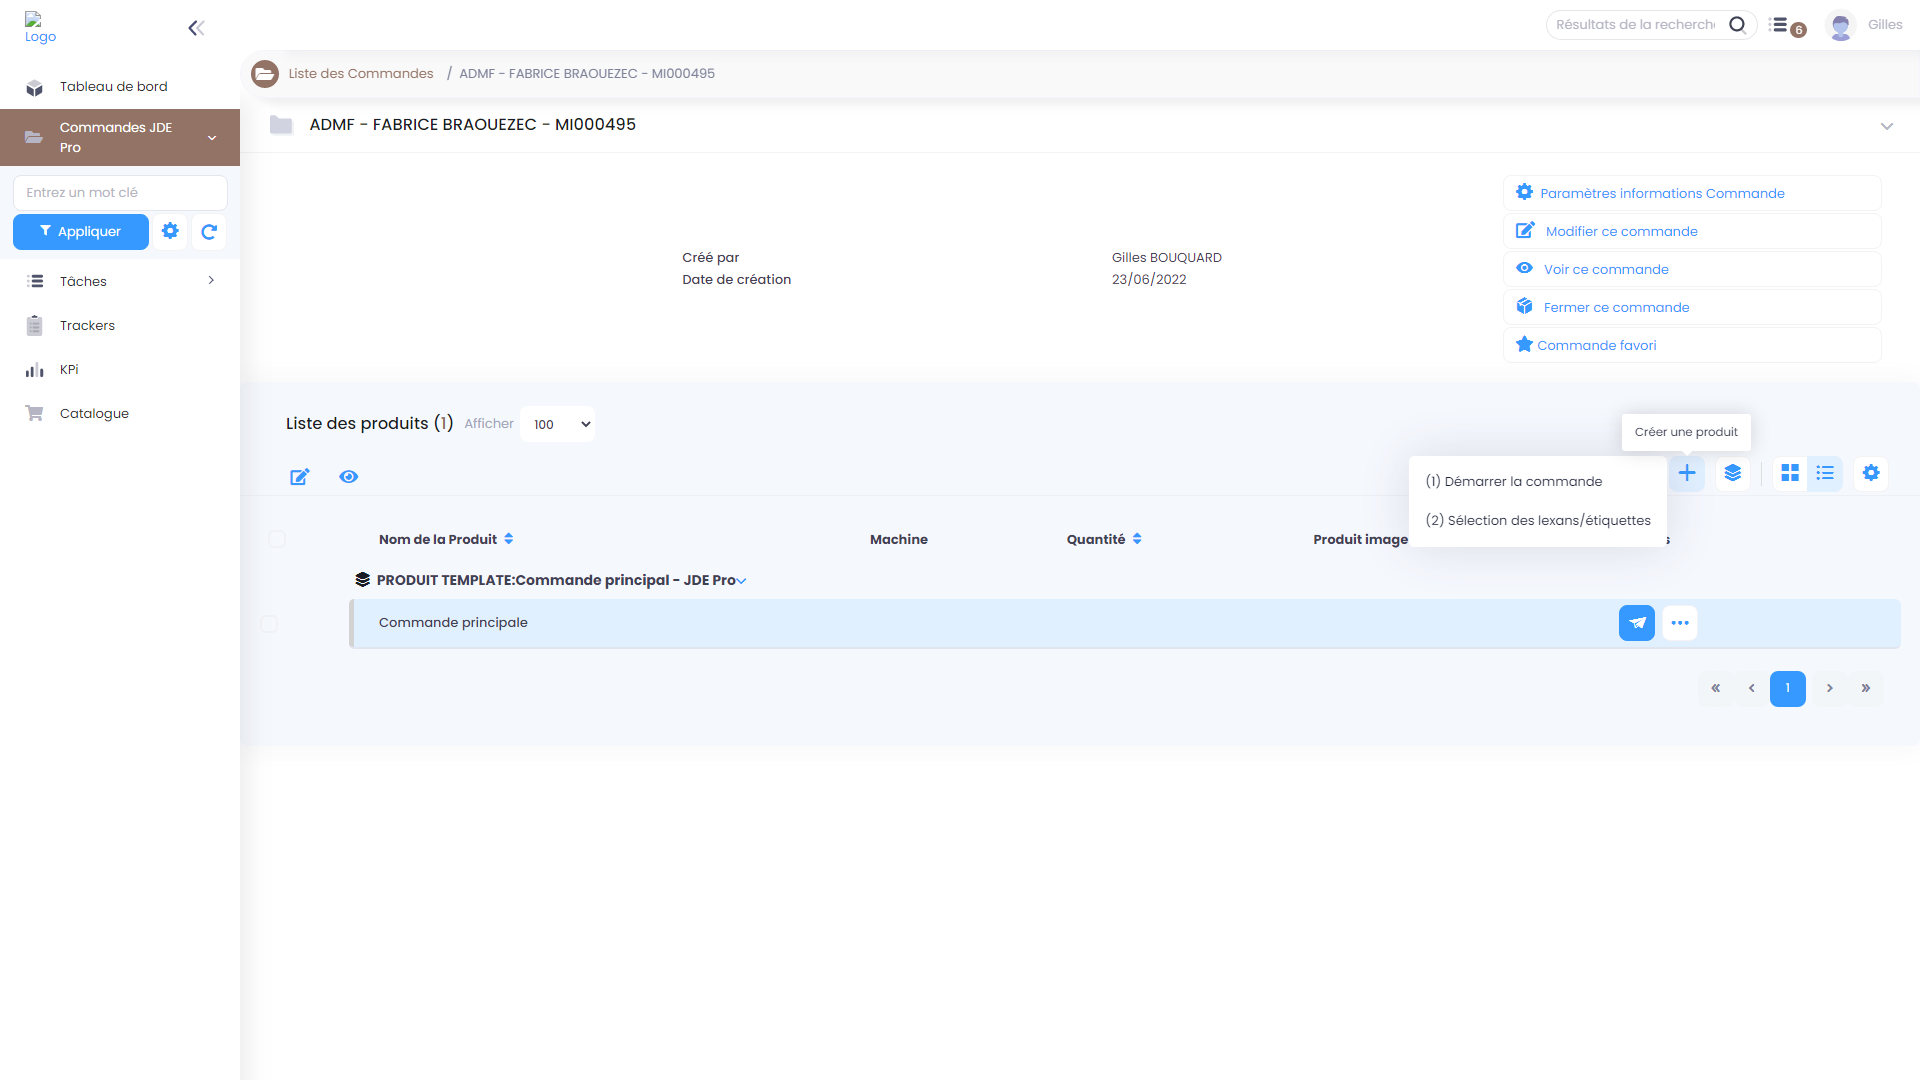 Logo
Résultats de la recherch
6
Gilles
Tableau de bord
Liste des Commandes / ADMF - FABRICE BRAOUEZEC - MI000495
Commandes JDE
Pro
ADMF - FABRICE BRAOUEZEC - MI000495
Entrez un mot clé
Appliquer
Paramètres informations Commande
Modifier ce commande
Voir ce commande
Fermer ce commande
Commande favori
Créé par
Gilles BOUQUARD
Date de création
23/06/2022
Tâches
Trackers
KPi
Catalogue
Liste des produits (1) Afficher 100
Créer une produit
(1) Démarrer la commande
(2) Sélection des lexans/étiquettes
Nom de la Produit
Machine
Quantité
Produit image
s
PRODUIT TEMPLATE:Commande principal - JDE Pro
Commande principale
« ‹ 1 › »